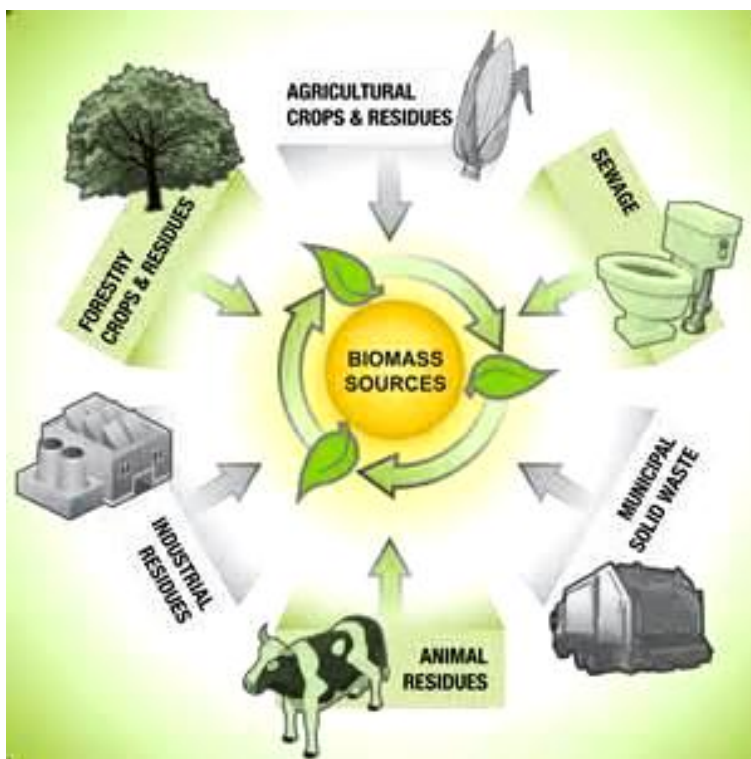 AGRICULTURAL
CROPS & RESIDUES
SEWAGE
FORESTRY
CROPS & RESIDUES
BIOMASS
SOURCES
MUNICIPAL
SOLID WASTE
INDUSTRIAL
RESIDUES
ANIMAL
RESIDUES